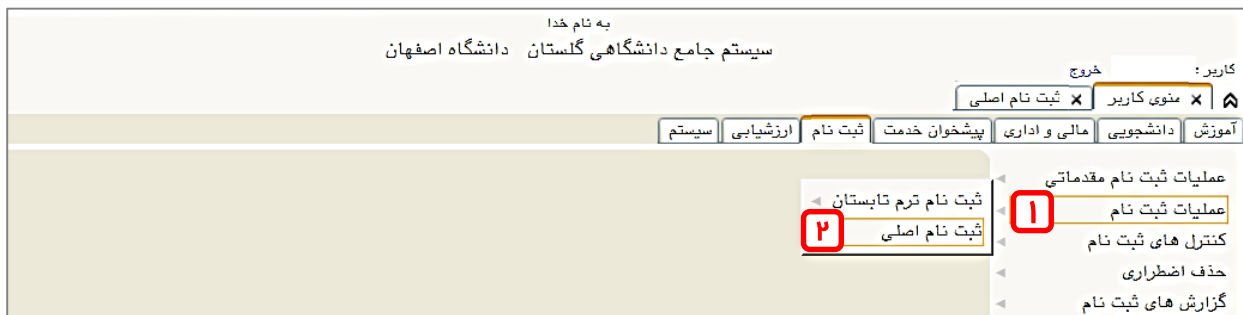 به نام خدا
سیستم جامع دانشگاهی گلستان دانشگاه اصفهان
کاربر : خروج
منوی کاربر ثبت نام اصلی
آموزش دانشجویی مالی و اداری پیشخوان خدمت ثبت نام ارزشیابی سیستم
عملیات ثبت نام مقدماتی
عملیات ثبت نام
۱
کنترل های ثبت نام
حذف اضطراری
گزارش های ثبت نام
ثبت نام ترم تابستان
ثبت نام اصلی
۲